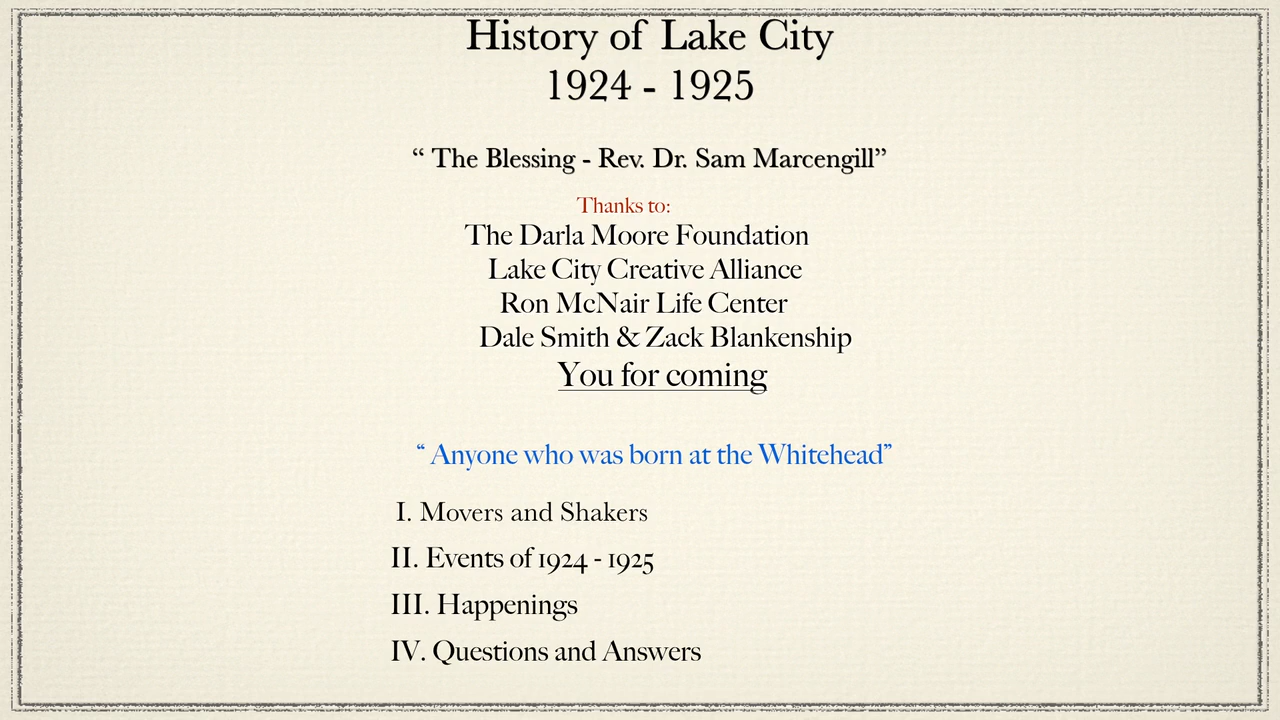 History of Lake City
1924 - 1925
“ The Blessing - Rev. Dr. Sam Marcengill”
Thanks to:
The Darla Moore Foundation
Lake City Creative Alliance
Ron McNair Life Center
Dale Smith & Zack Blankenship
You for coming
“ Anyone who was born at the Whitehead”
I. Movers and Shakers
II. Events of 1924 - 1925
III. Happenings
IV. Questions and Answers